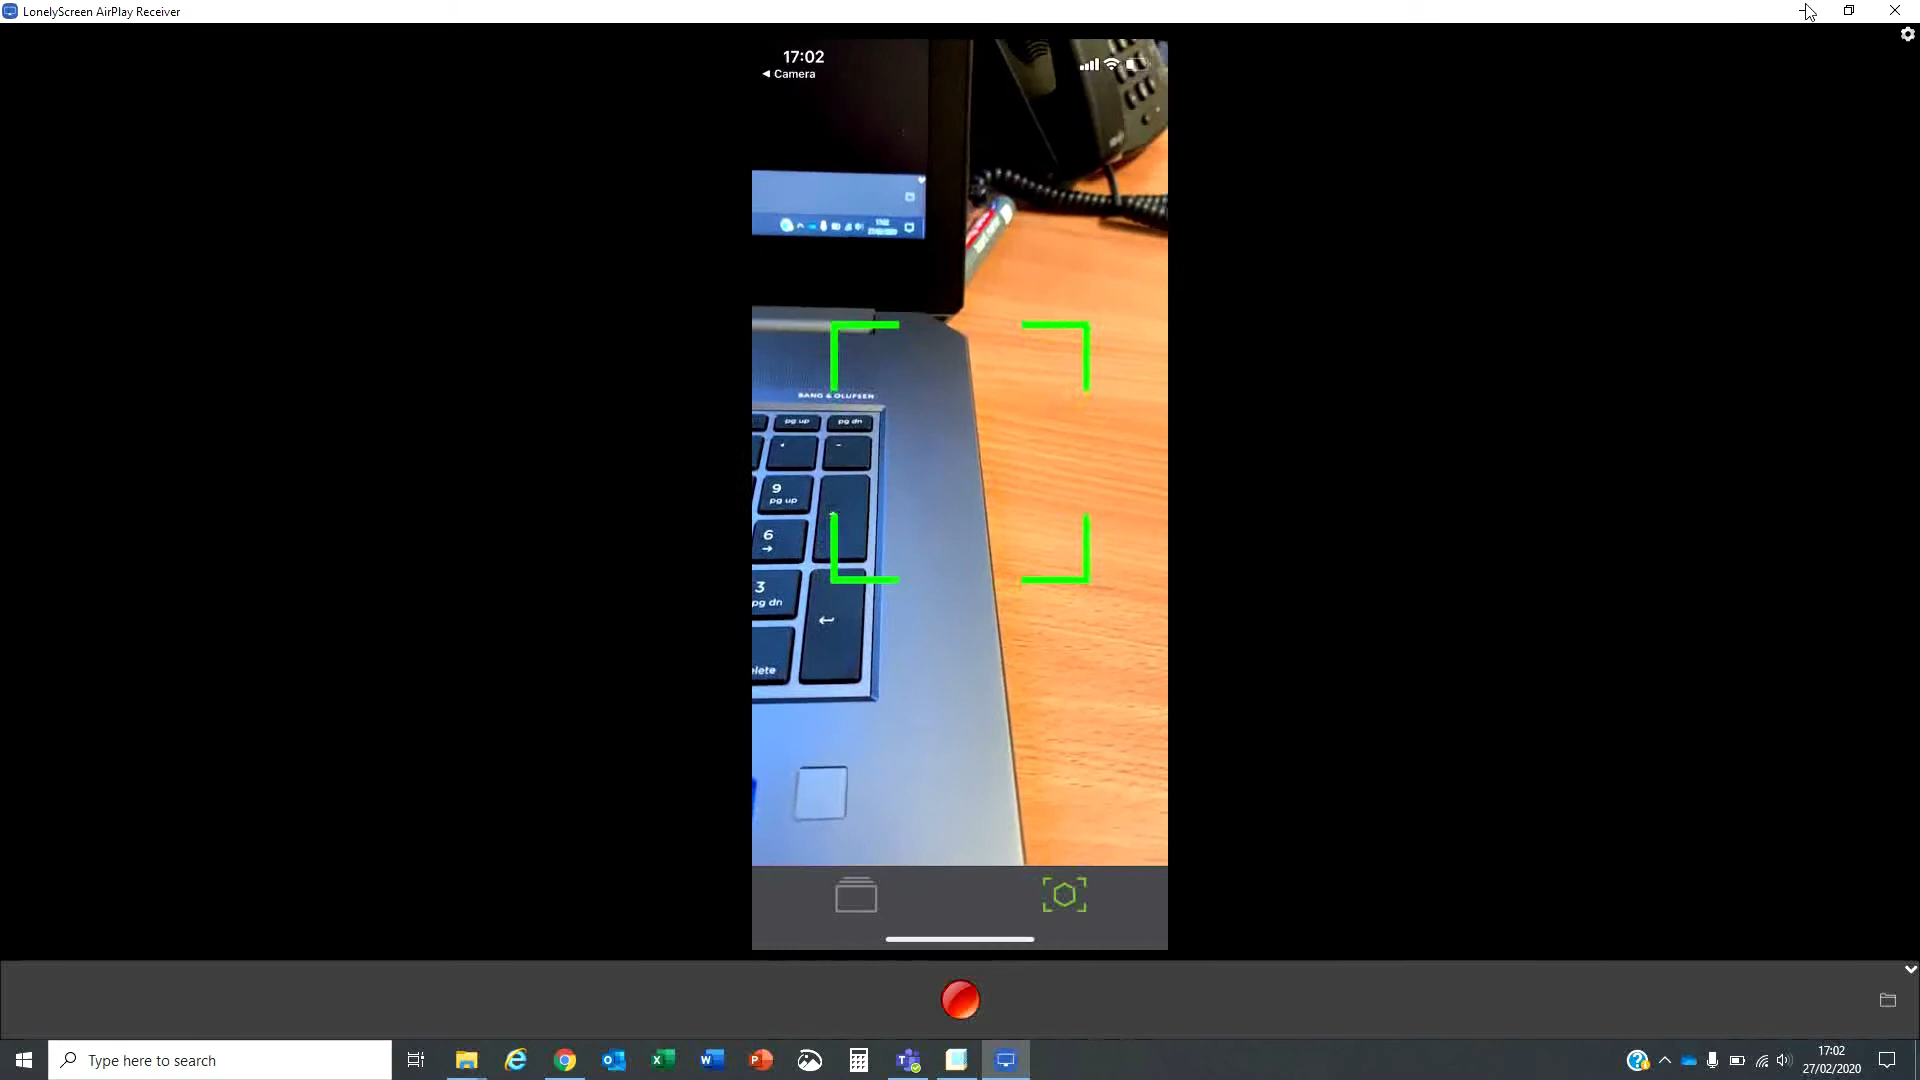 LonelyScreen AirPlay Receiver
17:02
◀ Camera
BANG & OLUFSEN
pg up
pg dn
+
-
9
pg up
6
→
3
pg dn
elete
Type here to search
17:02
27/02/2020